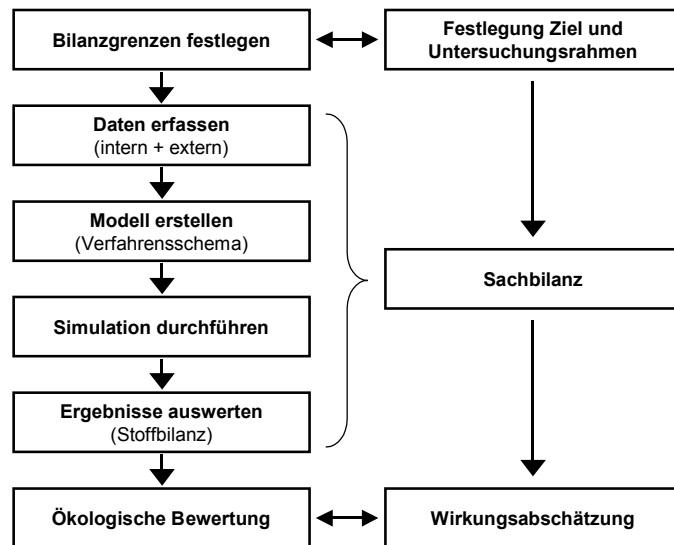 Bilanzgrenzen festlegen
Festlegung Ziel und
Untersuchungsrahmen
Daten erfassen
(intern + extern)
Modell erstellen
(Verfahrensschema)
Sachbilanz
Simulation durchführen
Ergebnisse auswerten
(Stoffbilanz)
Ökologische Bewertung
Wirkungsabschätzung